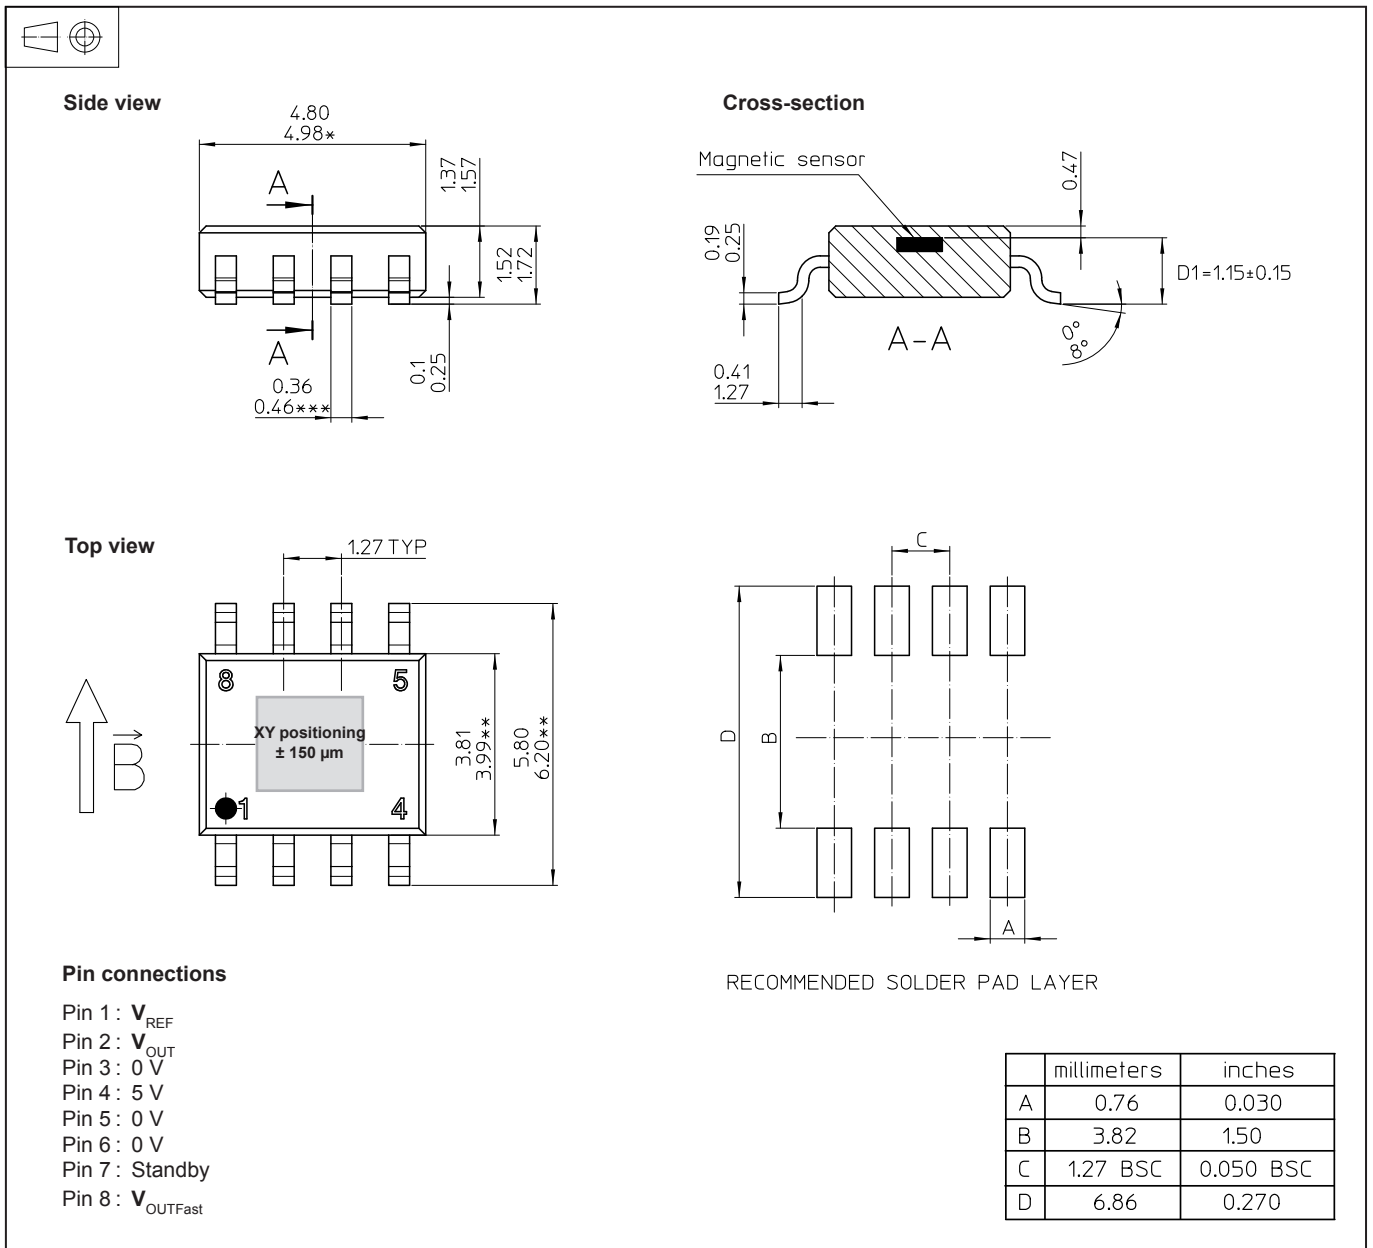 Side view
4.80
4.98*
A
A
1.37
1.57
1.52
1.72
0.1
0.25
0.36
0.46***
Cross-section
Magnetic sensor
0.47
0.19
0.25
D1=1.15±0.15
0°
8°
A-A
0.41
1.27
Top view
1.27 TYP
8
5
XY positioning
± 150 µm
1
4
B
3.81
3.99**
5.80
6.20**
C
D
B
A
RECOMMENDED SOLDER PAD LAYER
Pin connections
Pin 1 : VREF
Pin 2 : VOUT
Pin 3 : 0 V
Pin 4 : 5 V
Pin 5 : 0 V
Pin 6 : 0 V
Pin 7 : Standby
Pin 8 : VOUTFast
millimeters inches
A 0.76 0.030
B 3.82 1.50
C 1.27 BSC 0.050 BSC
D 6.86 0.270